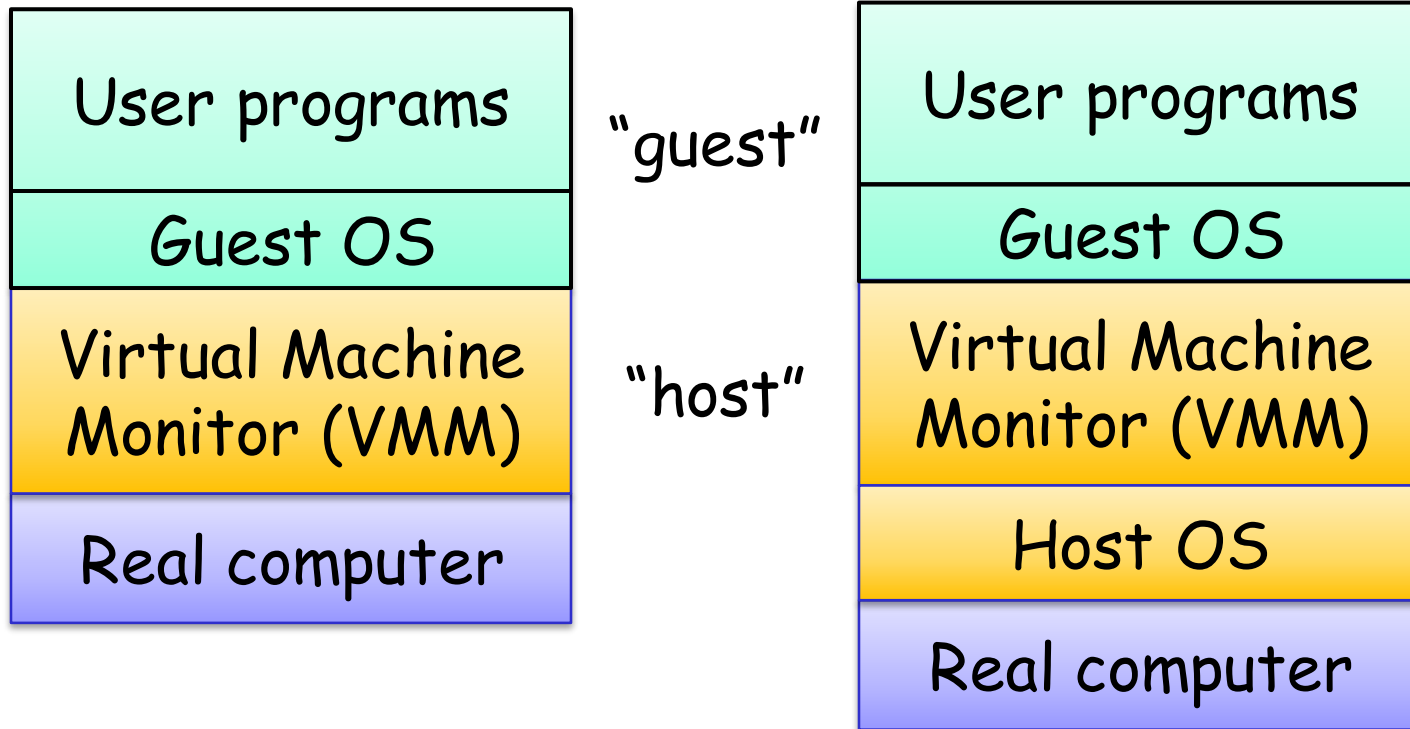 User programs
Guest OS
Virtual Machine
Monitor (VMM)
Real computer
“guest”
“host”
User programs
Guest OS
Virtual Machine
Monitor (VMM)
Host OS
Real computer